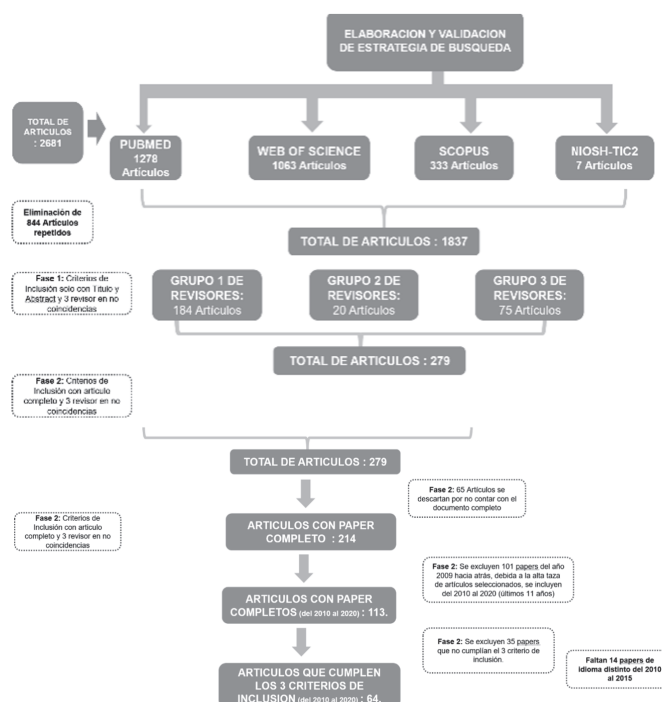 ELABORACION Y VALIDACION
DE ESTRATEGIA DE BUSQUEDA
TOTAL DE
ARTICULOS
: 2681
PUBMED
1278
Artículos
WEB OF SCIENCE
1063 Artículos
SCOPUS
333 Artículos
NIOSH-TIC2
7 Artículos
Eliminación de
844 Artículos
repetidos
TOTAL DE ARTICULOS : 1837
Fase 1: Criterios de
Inclusión solo con Titulo y
Abstract y 3 revisor en no
coincidencias
GRUPO 1 DE
REVISORES:
184 Artículos
GRUPO 2 DE
REVISORES:
20 Artículos
GRUPO 3 DE
REVISORES:
75 Artículos
TOTAL DE ARTICULOS : 279
Fase 2: Criterios de
Inclusión con articulo
completo y 3 revisor en no
coincidencias
TOTAL DE ARTICULOS : 279
Fase 2: 65 Artículos se
descartan por no contar con el
documento completo
Fase 2: Criterios de
Inclusión con articulo
completo y 3 revisor en no
coincidencias
ARTICULOS CON PAPER
COMPLETO : 214
Fase 2: Se excluyen 101 papers del año
2009 hacia atrás, debida a la alta taza
de artículos seleccionados, se incluyen
del 2010 al 2020 (últimos 11 años)
ARTICULOS CON PAPER
COMPLETOS (del 2010 al 2020) : 113.
Fase 2: Se excluyen 35 papers
que no cumplían el 3 criterio de
inclusión.
Faltan 14 papers de
idioma distinto del 2010
al 2015
ARTICULOS QUE CUMPLEN
LOS 3 CRITERIOS DE
INCLUSION (del 2010 al 2020) : 64.